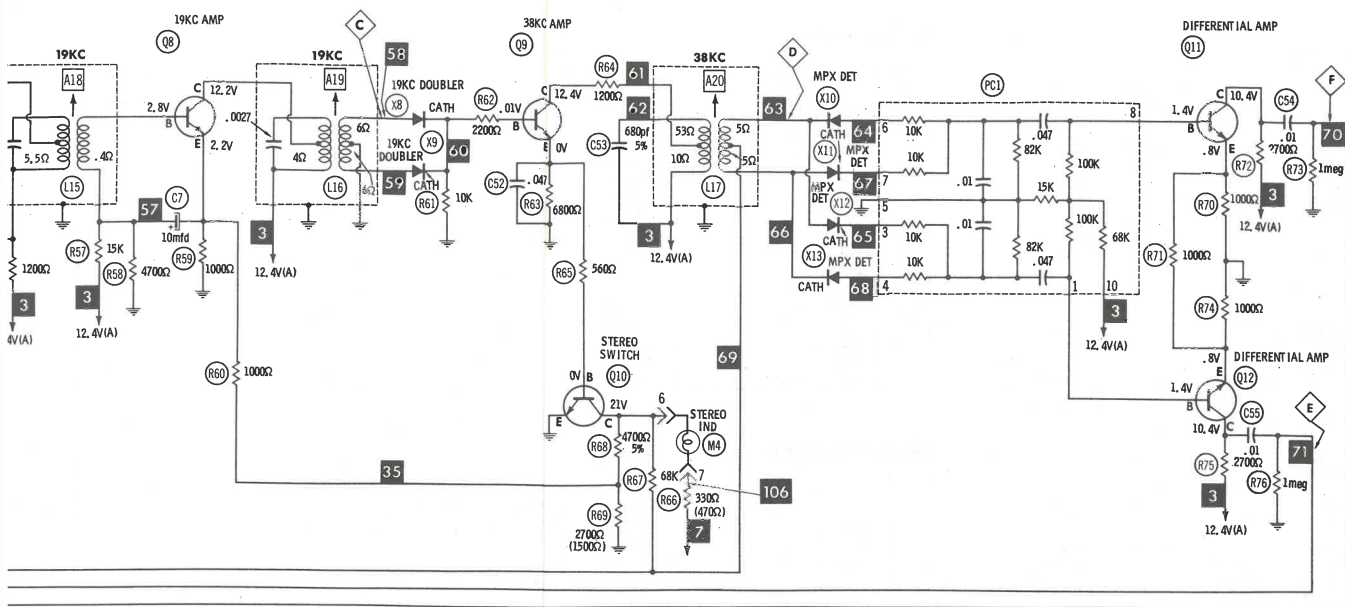 19KC AMP
Q8
19KC
A18
2.8V
C
12.2V
B
E
2.2V
5.5Ω
.4Ω
L15
57
C7
+
10mfd
R57
15K
R58
4700Ω
R59
1000Ω
1200Ω
3
4V(A)
3
12.4V(A)
R60
1000Ω
35
19KC
A19
.0027
4Ω
6Ω
6Ω
L16
3
12.4V(A)
C
58
19KC DOUBLER
X8
CATH
X9
19KC
DOUBLER
59
CATH
60
R61
10K
R62
2200Ω
.01V
38KC AMP
Q9
C
12.4V
B
E
0V
C52
.047
R63
6800Ω
R65
560Ω
R64
1200Ω
61
62
680pf
5%
C53
38KC
A20
53Ω
10Ω
5Ω
5Ω
L17
3
12.4V(A)
63
D
STEREO
SWITCH
Q10
0V
B
E
C
21V
6
STEREO
IND
M4
7
R68
4700Ω
5%
R67
68K
R66
330Ω
(470Ω)
106
7
R69
2700Ω
(1500Ω)
69
MPX DET
X10
CATH
64
X11
MPX
DET
67
MPX
DET
X12
CATH
65
66
X13
MPX DET
CATH
68
PC1
6
10K
7
10K
5
3
10K
4
10K
.01
.01
82K
82K
.047
.047
15K
100K
100K
68K
8
1
10
3
12.4V(A)
DIFFERENTIAL AMP
Q11
C
10.4V
1.4V
B
E
.8V
C54
.01
2700Ω
R72
R73
1meg
F
70
3
12.4V(A)
R70
1000Ω
R71
1000Ω
R74
1000Ω
.8V
DIFFERENTIAL AMP
E
Q12
1.4V
B
10.4V
C
C55
.01
2700Ω
R75
R76
1meg
E
71
3
12.4V(A)